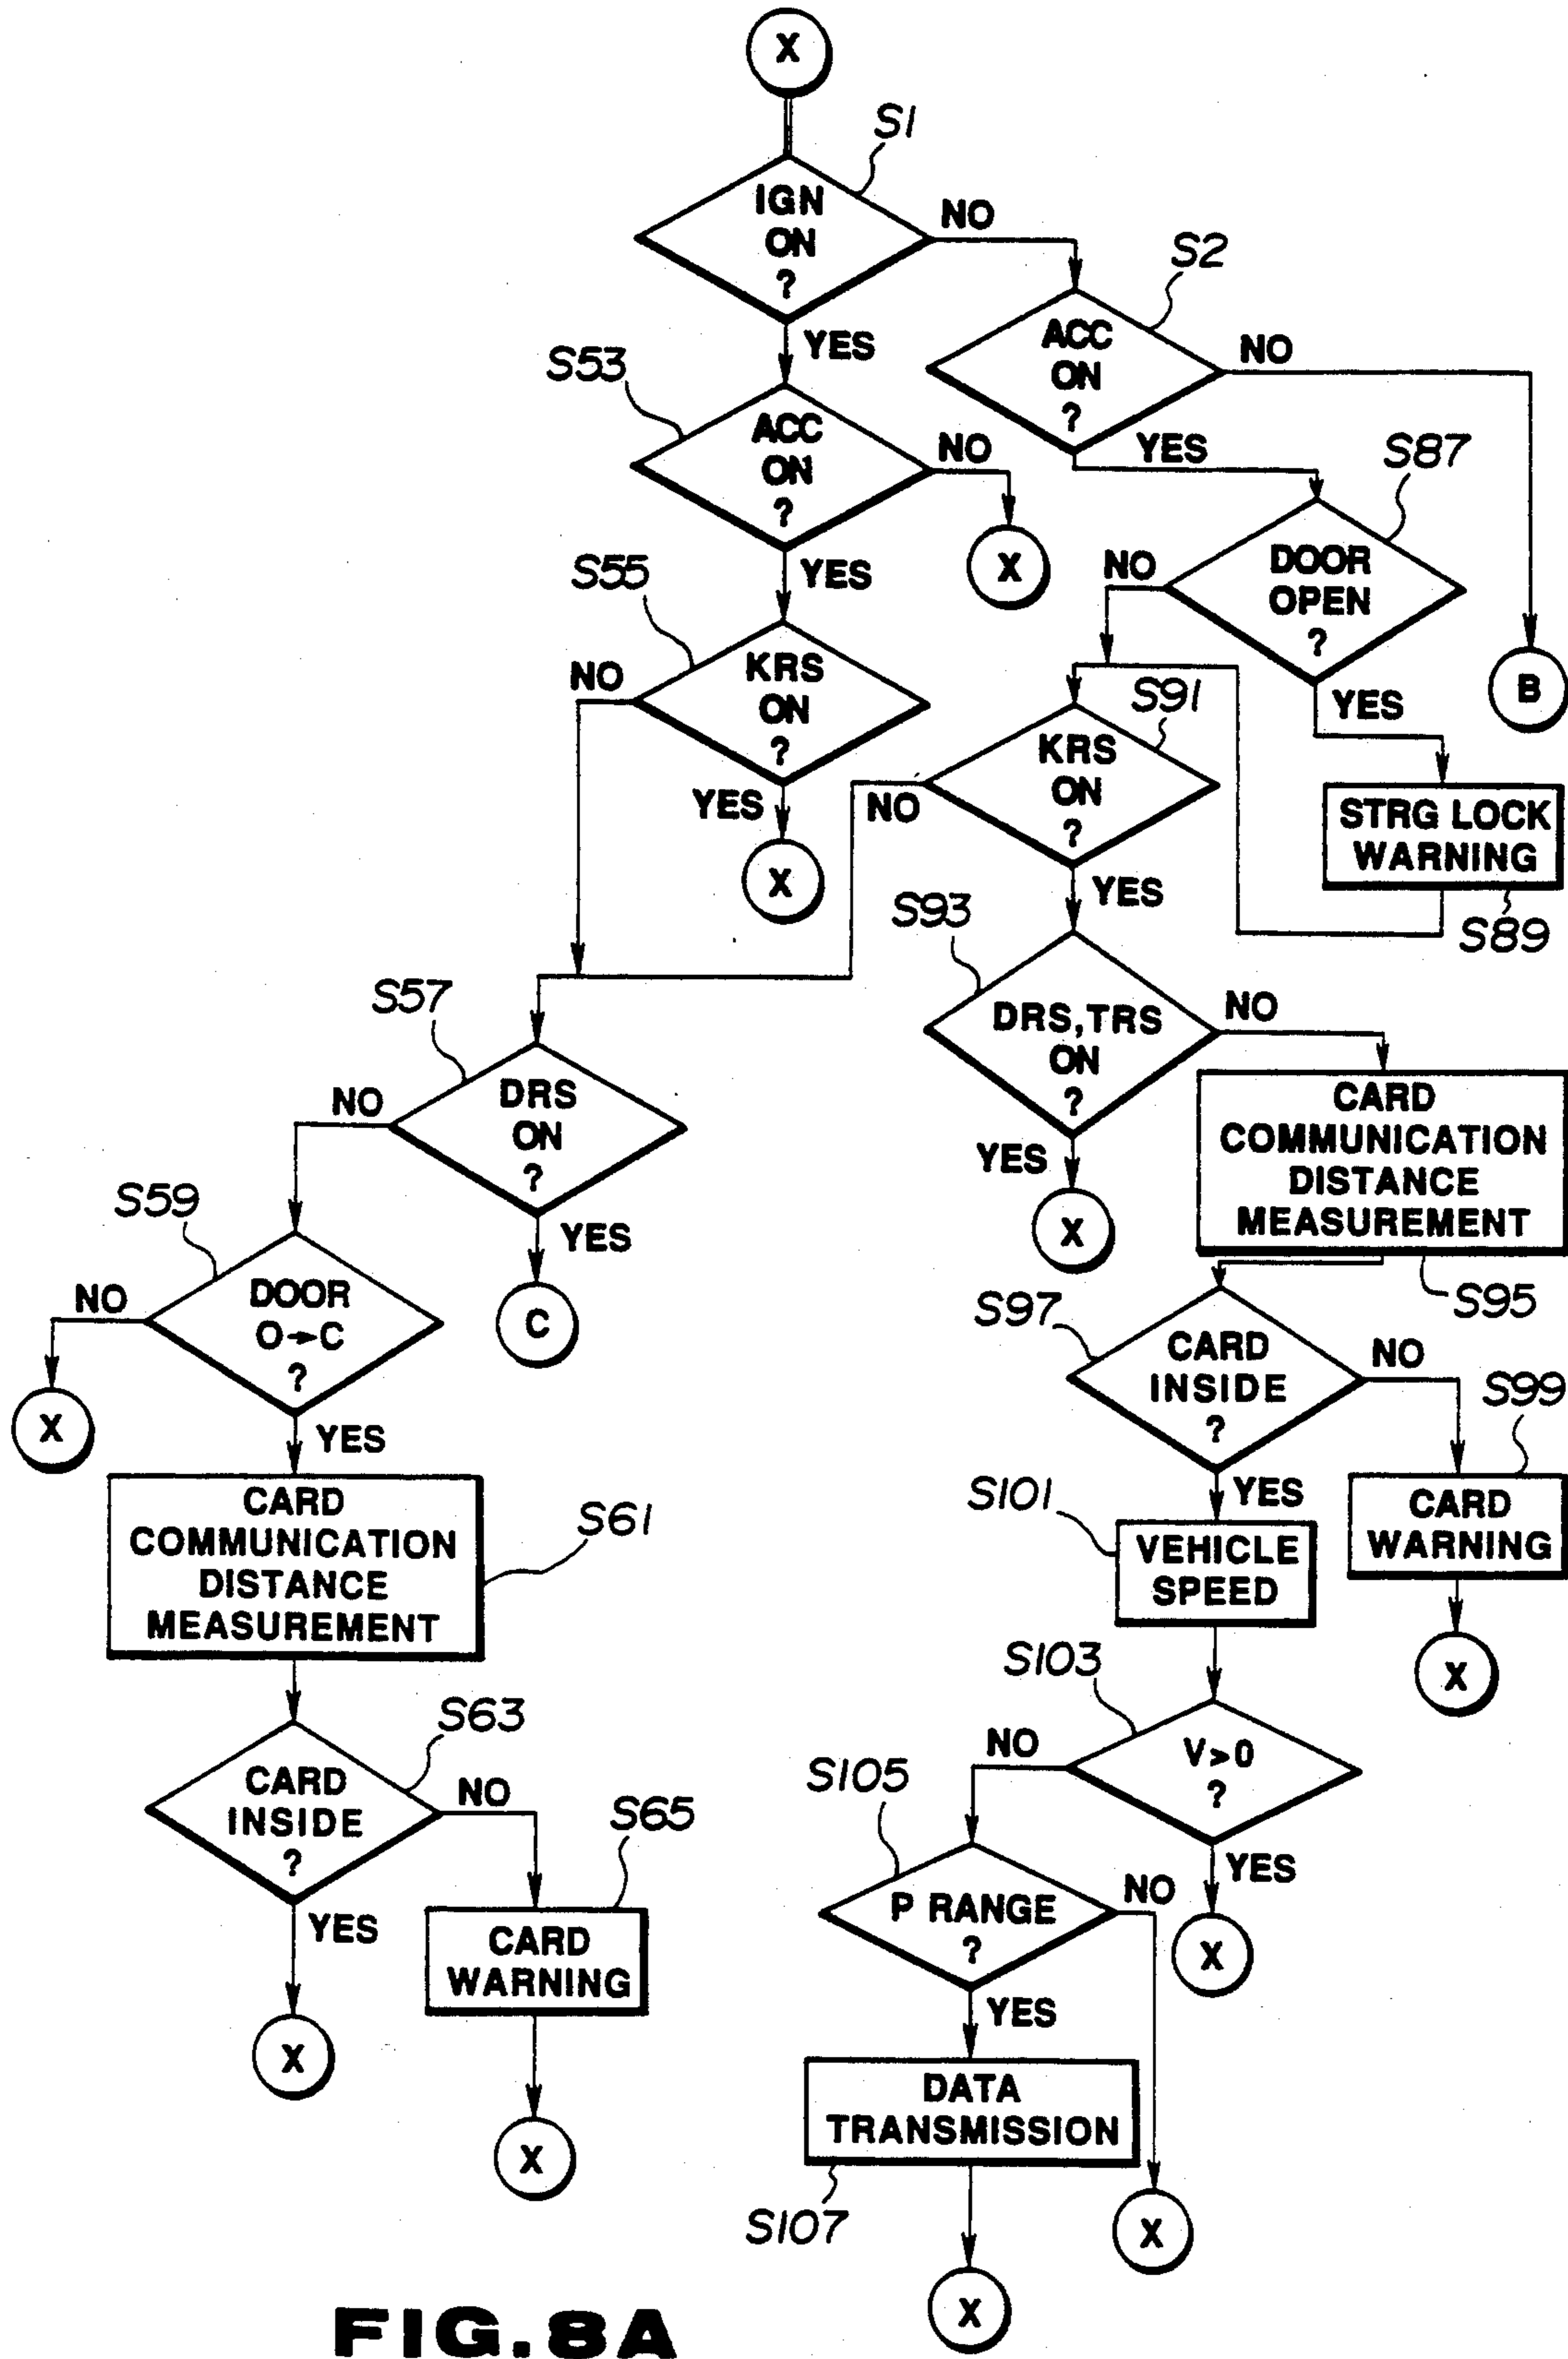 X
S1
IGN
ON
?
NO
YES
S2
ACC
ON
?
NO
YES
S53
ACC
ON
?
NO
YES
X
S87
DOOR
OPEN
?
NO
YES
B
S55
KRS
ON
?
NO
YES
X
S91
KRS
ON
?
NO
YES
STRG LOCK
WARNING
S89
S93
DRS, TRS
ON
?
NO
YES
X
S57
DRS
ON
?
NO
YES
C
CARD
COMMUNICATION
DISTANCE
MEASUREMENT
S95
S59
DOOR
O→C
?
NO
YES
X
S97
CARD
INSIDE
?
NO
YES
S99
CARD
WARNING
X
CARD
COMMUNICATION
DISTANCE
MEASUREMENT
S61
S101
VEHICLE
SPEED
S103
V>0
?
NO
YES
X
S63
CARD
INSIDE
?
NO
YES
X
S65
CARD
WARNING
X
S105
P RANGE
?
NO
YES
X
DATA
TRANSMISSION
S107
X
FIG.8A